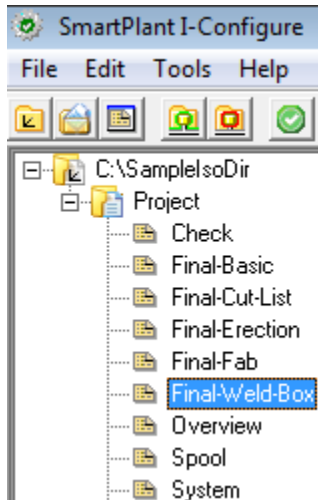 SmartPlant I-Configure
File Edit Tools Help
C:\SampleIsoDir
Project
Check
Final-Basic
Final-Cut-List
Final-Erection
Final-Fab
Final-Weld-Box
Overview
Spool
System